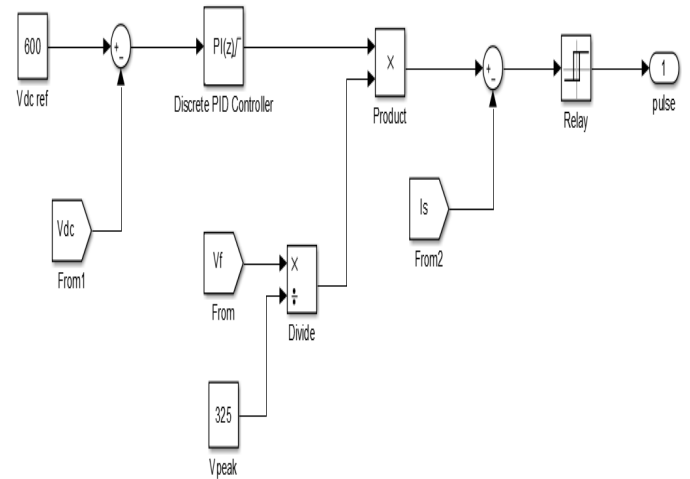 600
Vdc ref
+
−
PI(z)
Discrete PID Controller
×
Product
+
−
Relay
1
pulse
Vdc
From1
Is
From2
Vf
From
×
÷
Divide
325
Vpeak